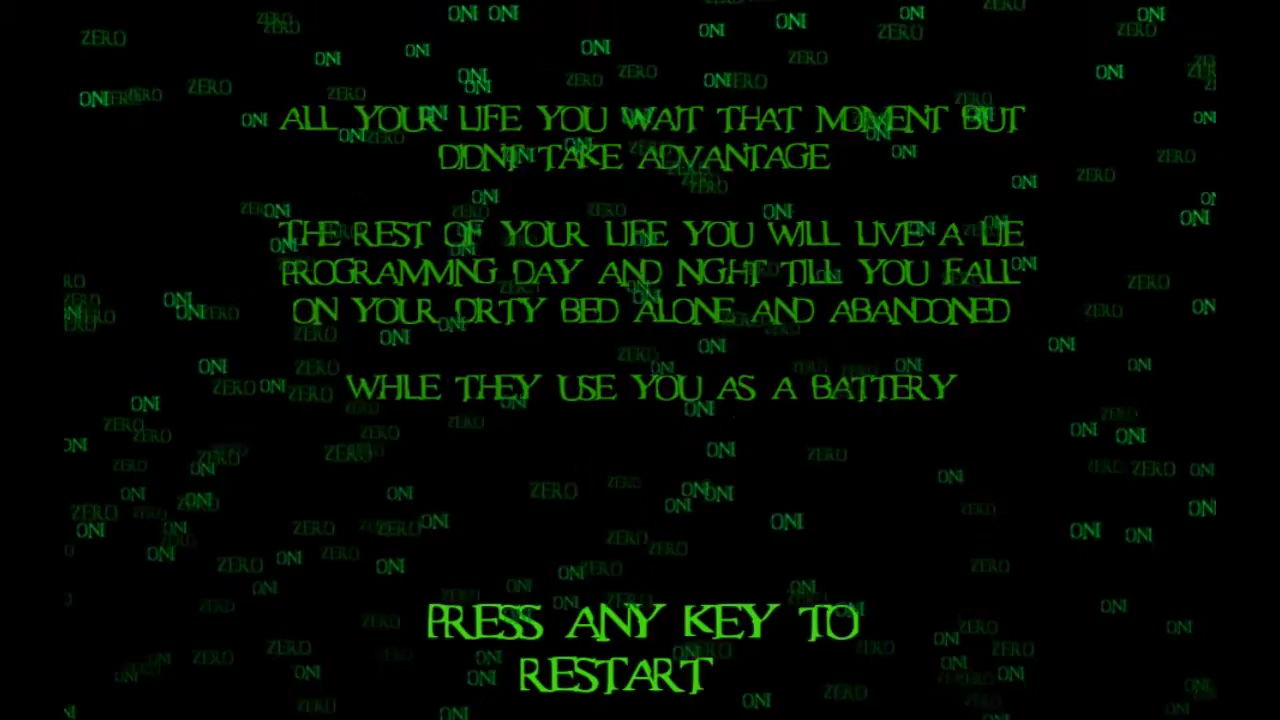 ALL YOUR LIFE YOU WAIT THAT MOMENT BUT
DIDNT TAKE ADVANTAGE
THE REST OF YOUR LIFE YOU WILL LIVE A LIE
PROGRAMMING DAY AND NIGHT TILL YOU FALL
ON YOUR DIRTY BED ALONE AND ABANDONED
WHILE THEY USE YOU AS A BATTERY
PRESS ANY KEY TO
RESTART